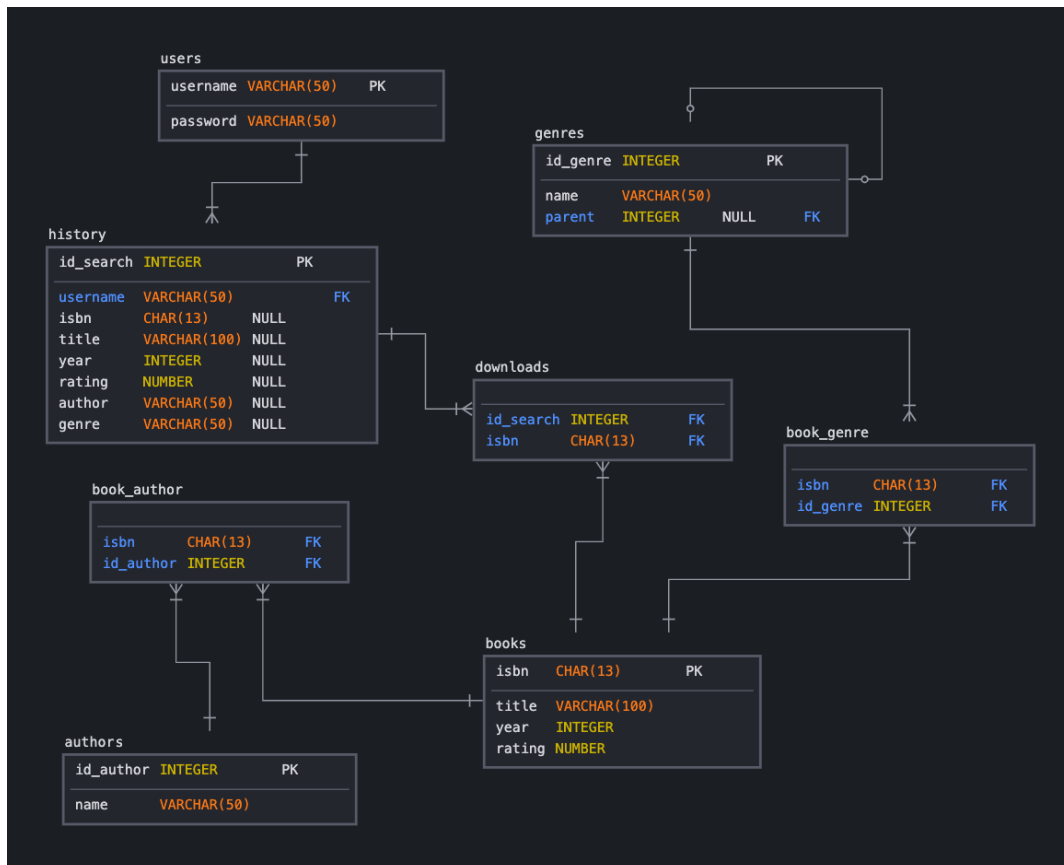 users
username VARCHAR(50) PK
password VARCHAR(50)
genres
id_genre INTEGER PK
name VARCHAR(50)
parent INTEGER NULL FK
history
id_search INTEGER PK
username VARCHAR(50) FK
isbn CHAR(13) NULL
title VARCHAR(100) NULL
year INTEGER NULL
rating NUMBER NULL
author VARCHAR(50) NULL
genre VARCHAR(50) NULL
downloads
id_search INTEGER FK
isbn CHAR(13) FK
book_genre
isbn CHAR(13) FK
id_genre INTEGER FK
book_author
isbn CHAR(13) FK
id_author INTEGER FK
books
isbn CHAR(13) PK
title VARCHAR(100)
year INTEGER
rating NUMBER
authors
id_author INTEGER PK
name VARCHAR(50)